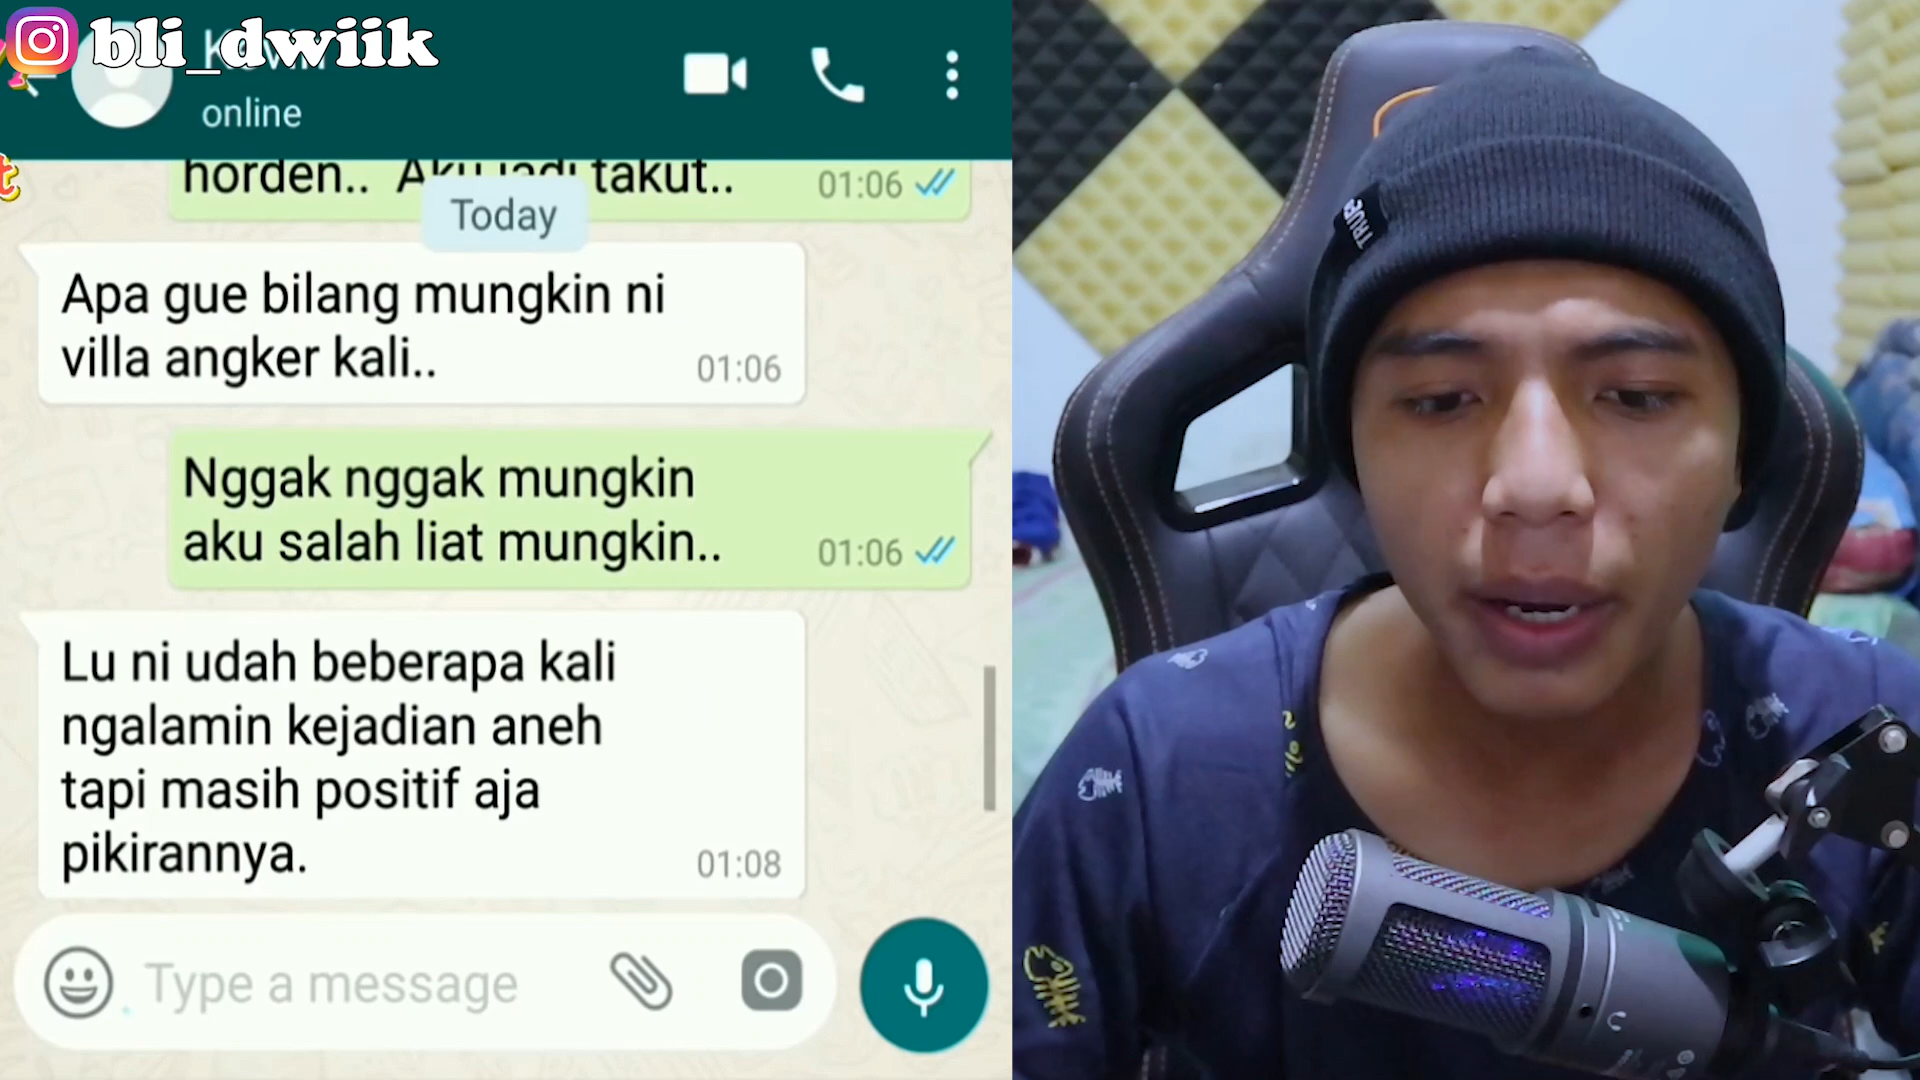 bli_dwiik
online
horden.. Aku jadi takut.. 01:06
Today
Apa gue bilang mungkin ni
villa angker kali.. 01:06
Nggak nggak mungkin
aku salah liat mungkin.. 01:06
Lu ni udah beberapa kali
ngalamin kejadian aneh
tapi masih positif aja
pikirannya. 01:08
Type a message